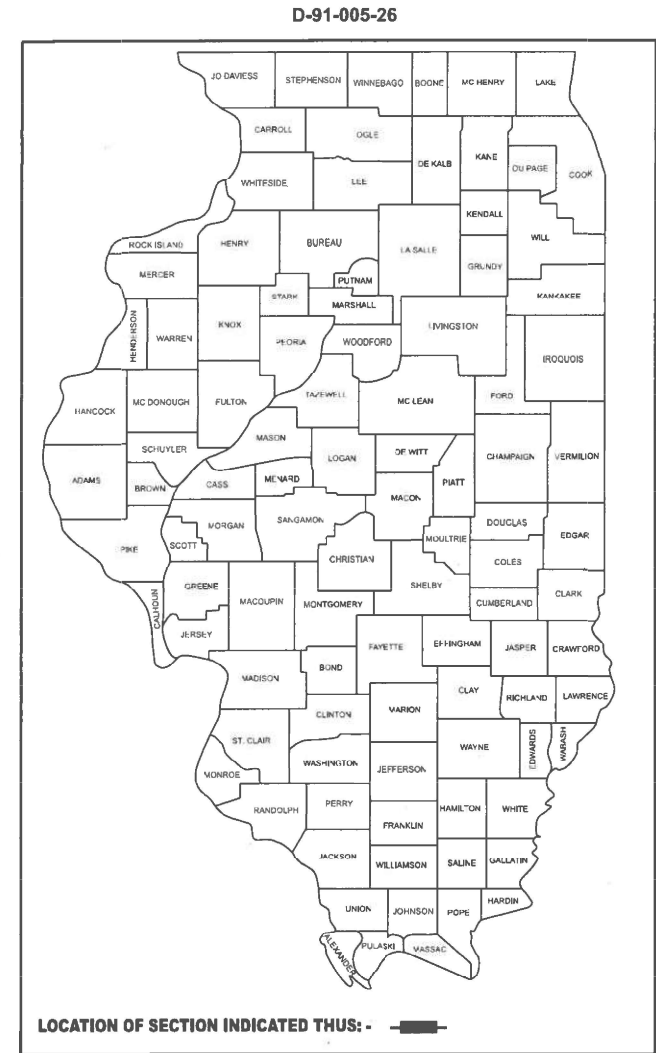 D-91-005-26
JO DAVIESS STEPHENSON WINNEBAGO BOONE MC HENRY LAKE
CARROLL OGLE
DE KALB KANE DU PAGE COOK
WHITESIDE LEE
KENDALL
WILL
ROCK ISLAND HENRY BUREAU LA SALLE
GRUNDY
MERCER PUTNAM
STARK MARSHALL KANKAKEE
HENDERSON WARREN KNOX PEORIA WOODFORD LIVINGSTON
IROQUOIS
HANCOCK MC DONOUGH FULTON TAZEWELL MC LEAN FORD
MASON
SCHUYLER LOGAN DE WITT CHAMPAIGN VERMILION
ADAMS BROWN CASS MENARD PIATT
MACON
MORGAN SANGAMON DOUGLAS
PIKE SCOTT CHRISTIAN MOULTRIE EDGAR
COLES
GREENE SHELBY
CALHOUN MACOUPIN MONTGOMERY CUMBERLAND CLARK
JERSEY
FAYETTE EFFINGHAM JASPER CRAWFORD
MADISON BOND
CLAY RICHLAND LAWRENCE
CLINTON MARION
ST. CLAIR WAYNE EDWARDS WABASH
WASHINGTON JEFFERSON
MONROE
RANDOLPH PERRY HAMILTON WHITE
FRANKLIN
JACKSON WILLIAMSON SALINE GALLATIN
HARDIN
UNION JOHNSON POPE
ALEXANDER PULASKI MASSAC
LOCATION OF SECTION INDICATED THUS: -